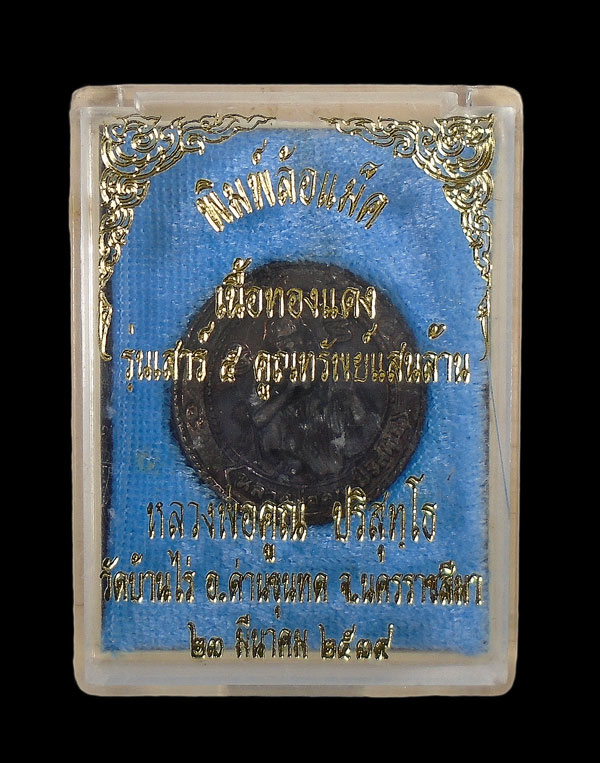 พิมพ์ล้อแม็ค
เนื้อทองแดง
รุ่นเสาร์ ๕ คูณทรัพย์แสนล้าน
หลวงพ่อคูณ ปริสุทฺโธ
วัดบ้านไร่ อ.ด่านขุนทด จ.นครราชสีมา
๒๓ มีนาคม ๒๕๓๙